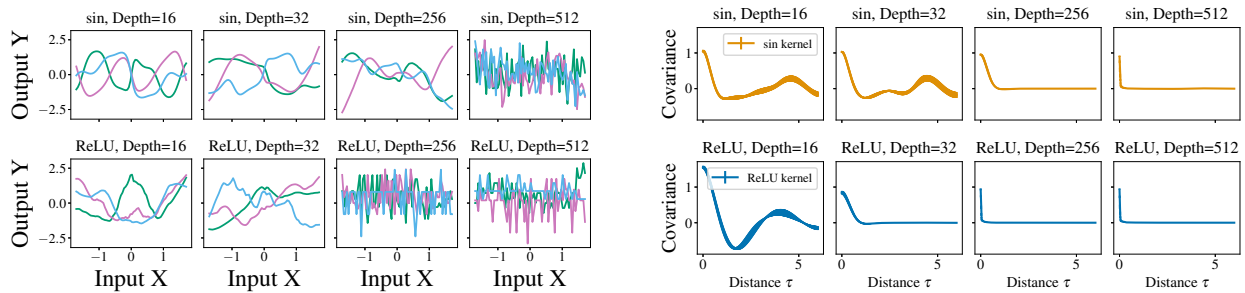 sin, Depth=16 sin, Depth=32 sin, Depth=256 sin, Depth=512
Output Y
2.5
0.0
−2.5
ReLU, Depth=16 ReLU, Depth=32 ReLU, Depth=256 ReLU, Depth=512
Output Y
2.5
0.0
−2.5
−1 0 1 −1 0 1 −1 0 1 −1 0 1
Input X Input X Input X Input X
sin, Depth=16 sin, Depth=32 sin, Depth=256 sin, Depth=512
Covariance
1
0
sin kernel
ReLU, Depth=16 ReLU, Depth=32 ReLU, Depth=256 ReLU, Depth=512
Covariance
1
0
ReLU kernel
0 5 0 5 0 5 0 5
Distance τ Distance τ Distance τ Distance τ